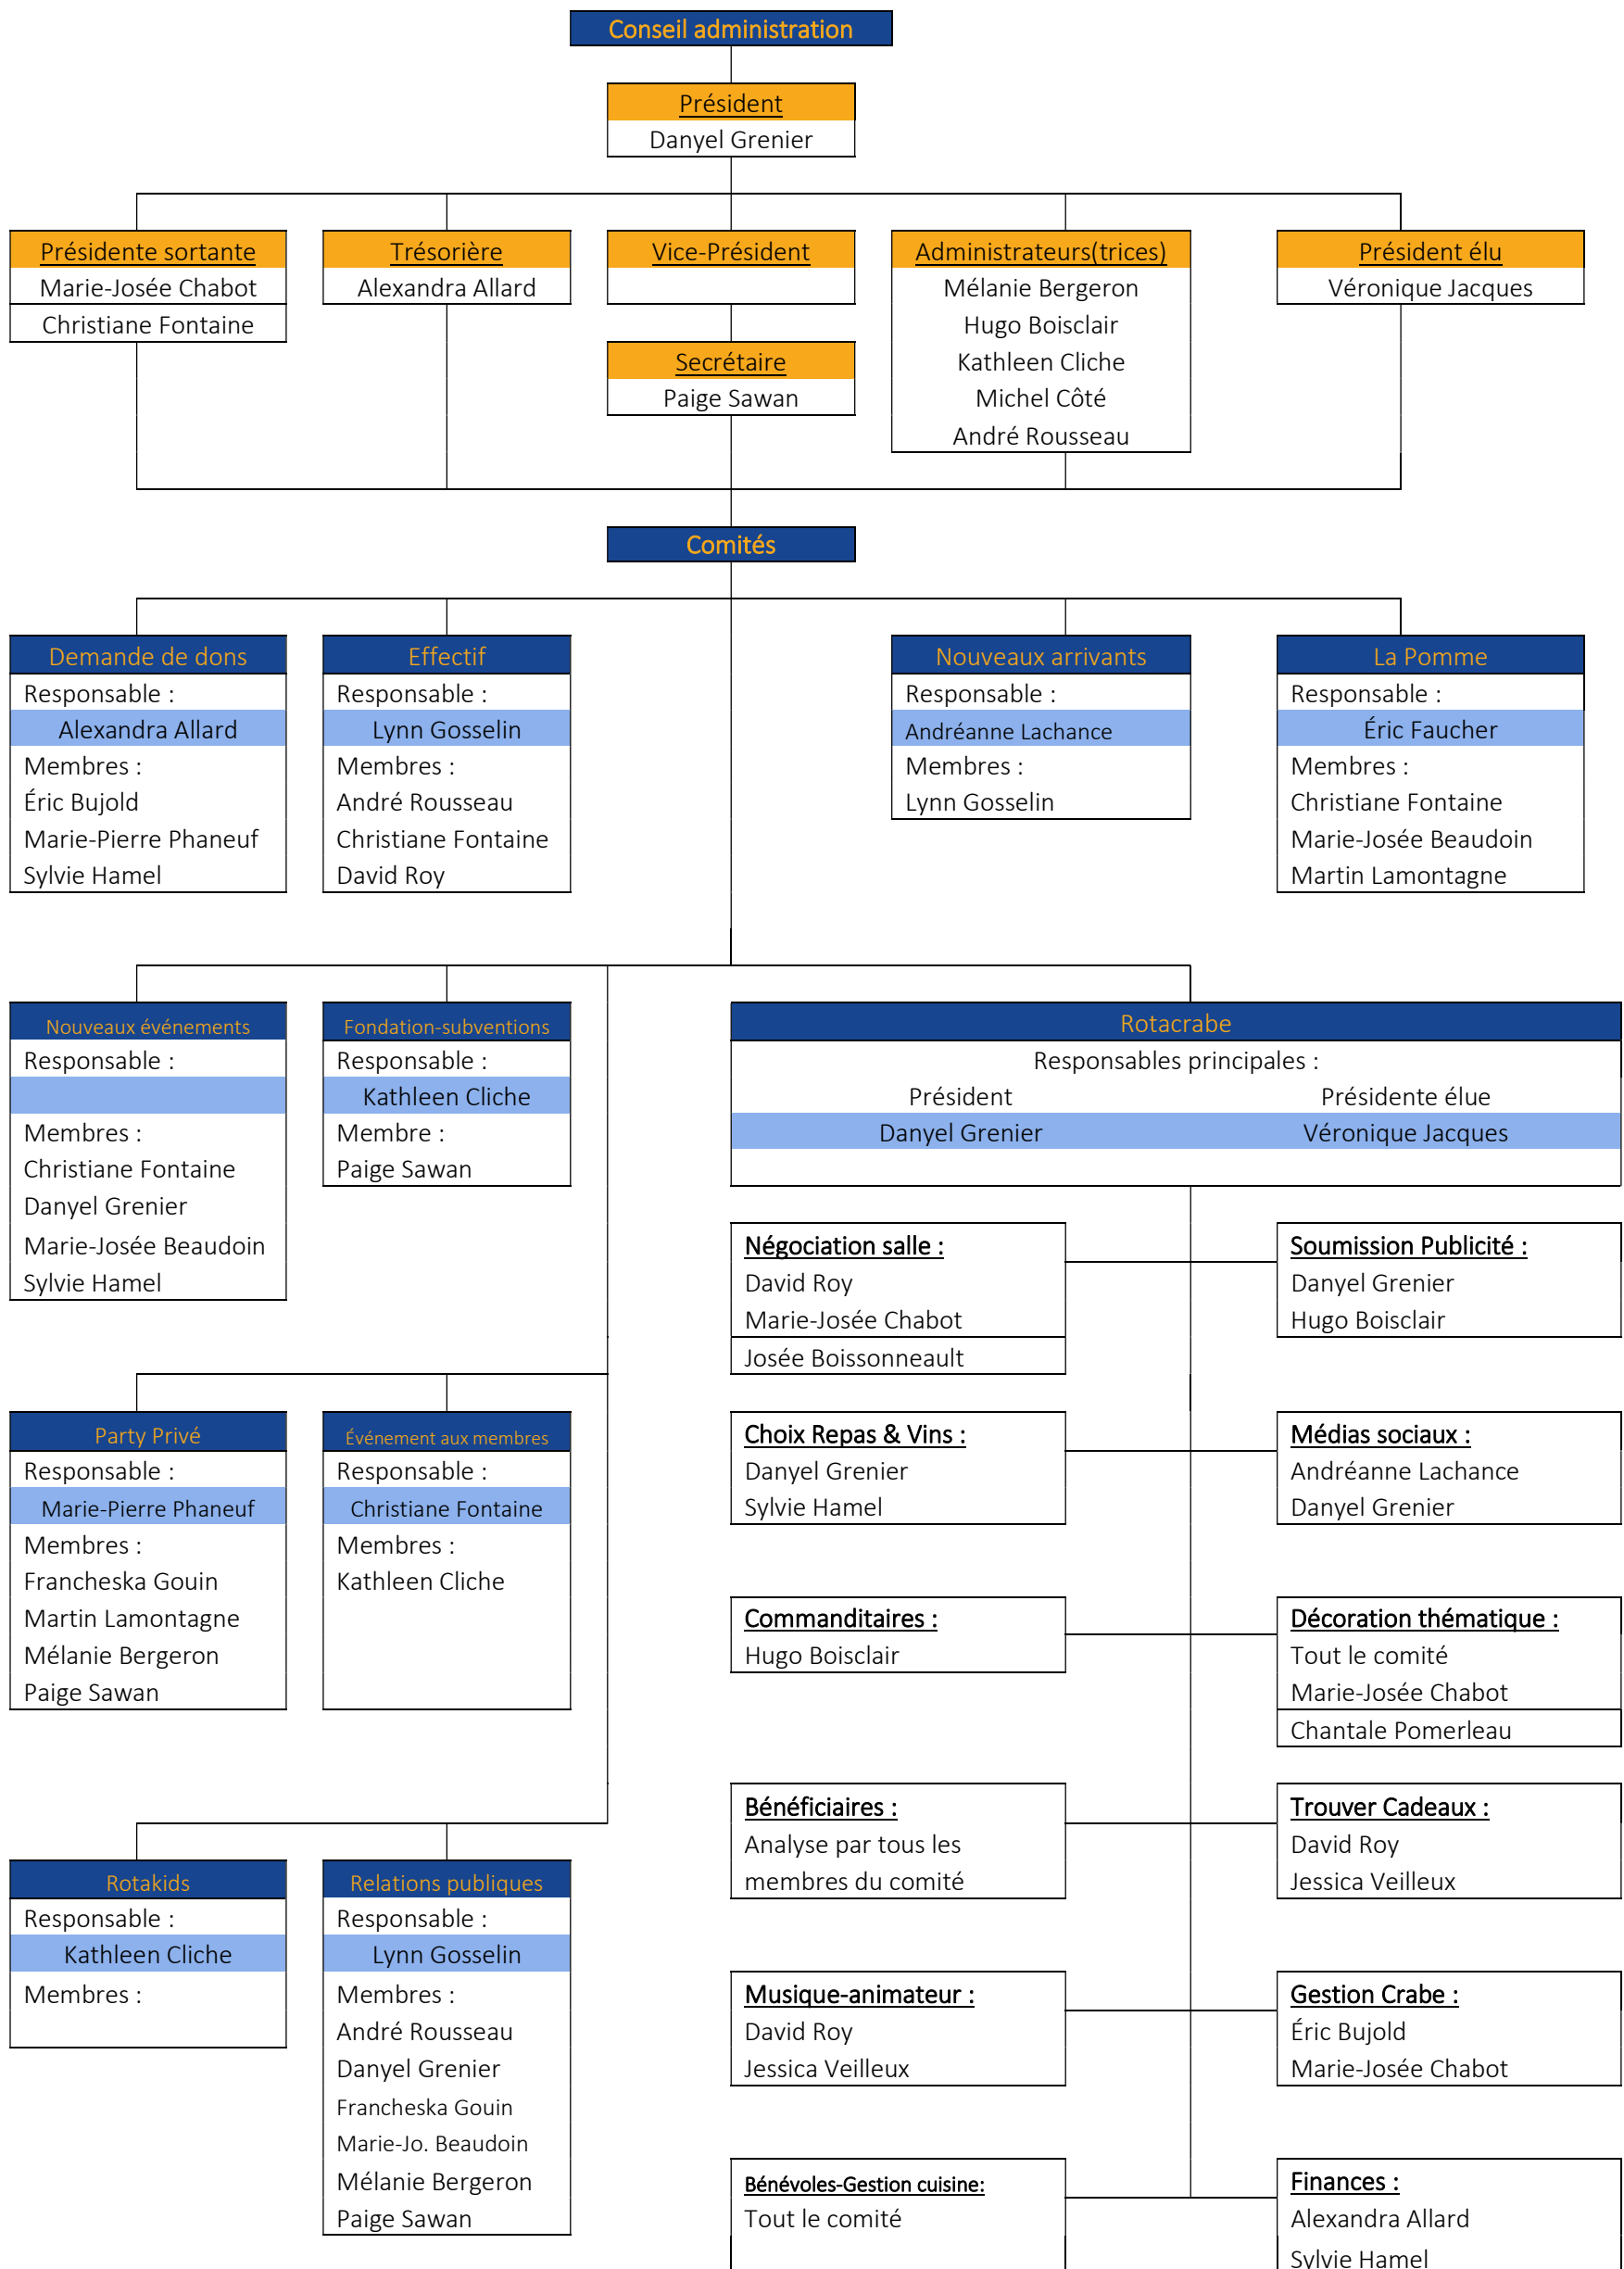 Conseil administration
Président
Danyel Grenier
Présidente sortante
Marie-Josée Chabot
Christiane Fontaine
Trésorière
Alexandra Allard
Vice-Président
Secrétaire
Paige Sawan
Administrateurs(trices)
Mélanie Bergeron
Hugo Boisclair
Kathleen Cliche
Michel Côté
André Rousseau
Président élu
Véronique Jacques
Comités
Demande de dons
Responsable :
Alexandra Allard
Membres :
Éric Bujold
Marie-Pierre Phaneuf
Sylvie Hamel
Effectif
Responsable :
Lynn Gosselin
Membres :
André Rousseau
Christiane Fontaine
David Roy
Nouveaux arrivants
Responsable :
Andréanne Lachance
Membres :
Lynn Gosselin
La Pomme
Responsable :
Éric Faucher
Membres :
Christiane Fontaine
Marie-Josée Beaudoin
Martin Lamontagne
Nouveaux événements
Responsable :
Membres :
Christiane Fontaine
Danyel Grenier
Marie-Josée Beaudoin
Sylvie Hamel
Fondation-subventions
Responsable :
Kathleen Cliche
Membre :
Paige Sawan
Party Privé
Responsable :
Marie-Pierre Phaneuf
Membres :
Francheska Gouin
Martin Lamontagne
Mélanie Bergeron
Paige Sawan
Événement aux membres
Responsable :
Christiane Fontaine
Membres :
Kathleen Cliche
Rotakids
Responsable :
Kathleen Cliche
Membres :
Relations publiques
Responsable :
Lynn Gosselin
Membres :
André Rousseau
Danyel Grenier
Francheska Gouin
Marie-Jo. Beaudoin
Mélanie Bergeron
Paige Sawan
Rotacrabe
Responsables principales :
Président
Présidente élue
Danyel Grenier
Véronique Jacques
Négociation salle :
David Roy
Marie-Josée Chabot
Josée Boissonneault
Soumission Publicité :
Danyel Grenier
Hugo Boisclair
Choix Repas & Vins :
Danyel Grenier
Sylvie Hamel
Médias sociaux :
Andréanne Lachance
Danyel Grenier
Commanditaires :
Hugo Boisclair
Décoration thématique :
Tout le comité
Marie-Josée Chabot
Chantale Pomerleau
Bénéficiaires :
Analyse par tous les
membres du comité
Trouver Cadeaux :
David Roy
Jessica Veilleux
Musique-animateur :
David Roy
Jessica Veilleux
Gestion Crabe :
Éric Bujold
Marie-Josée Chabot
Bénévoles-Gestion cuisine:
Tout le comité
Finances :
Alexandra Allard
Sylvie Hamel